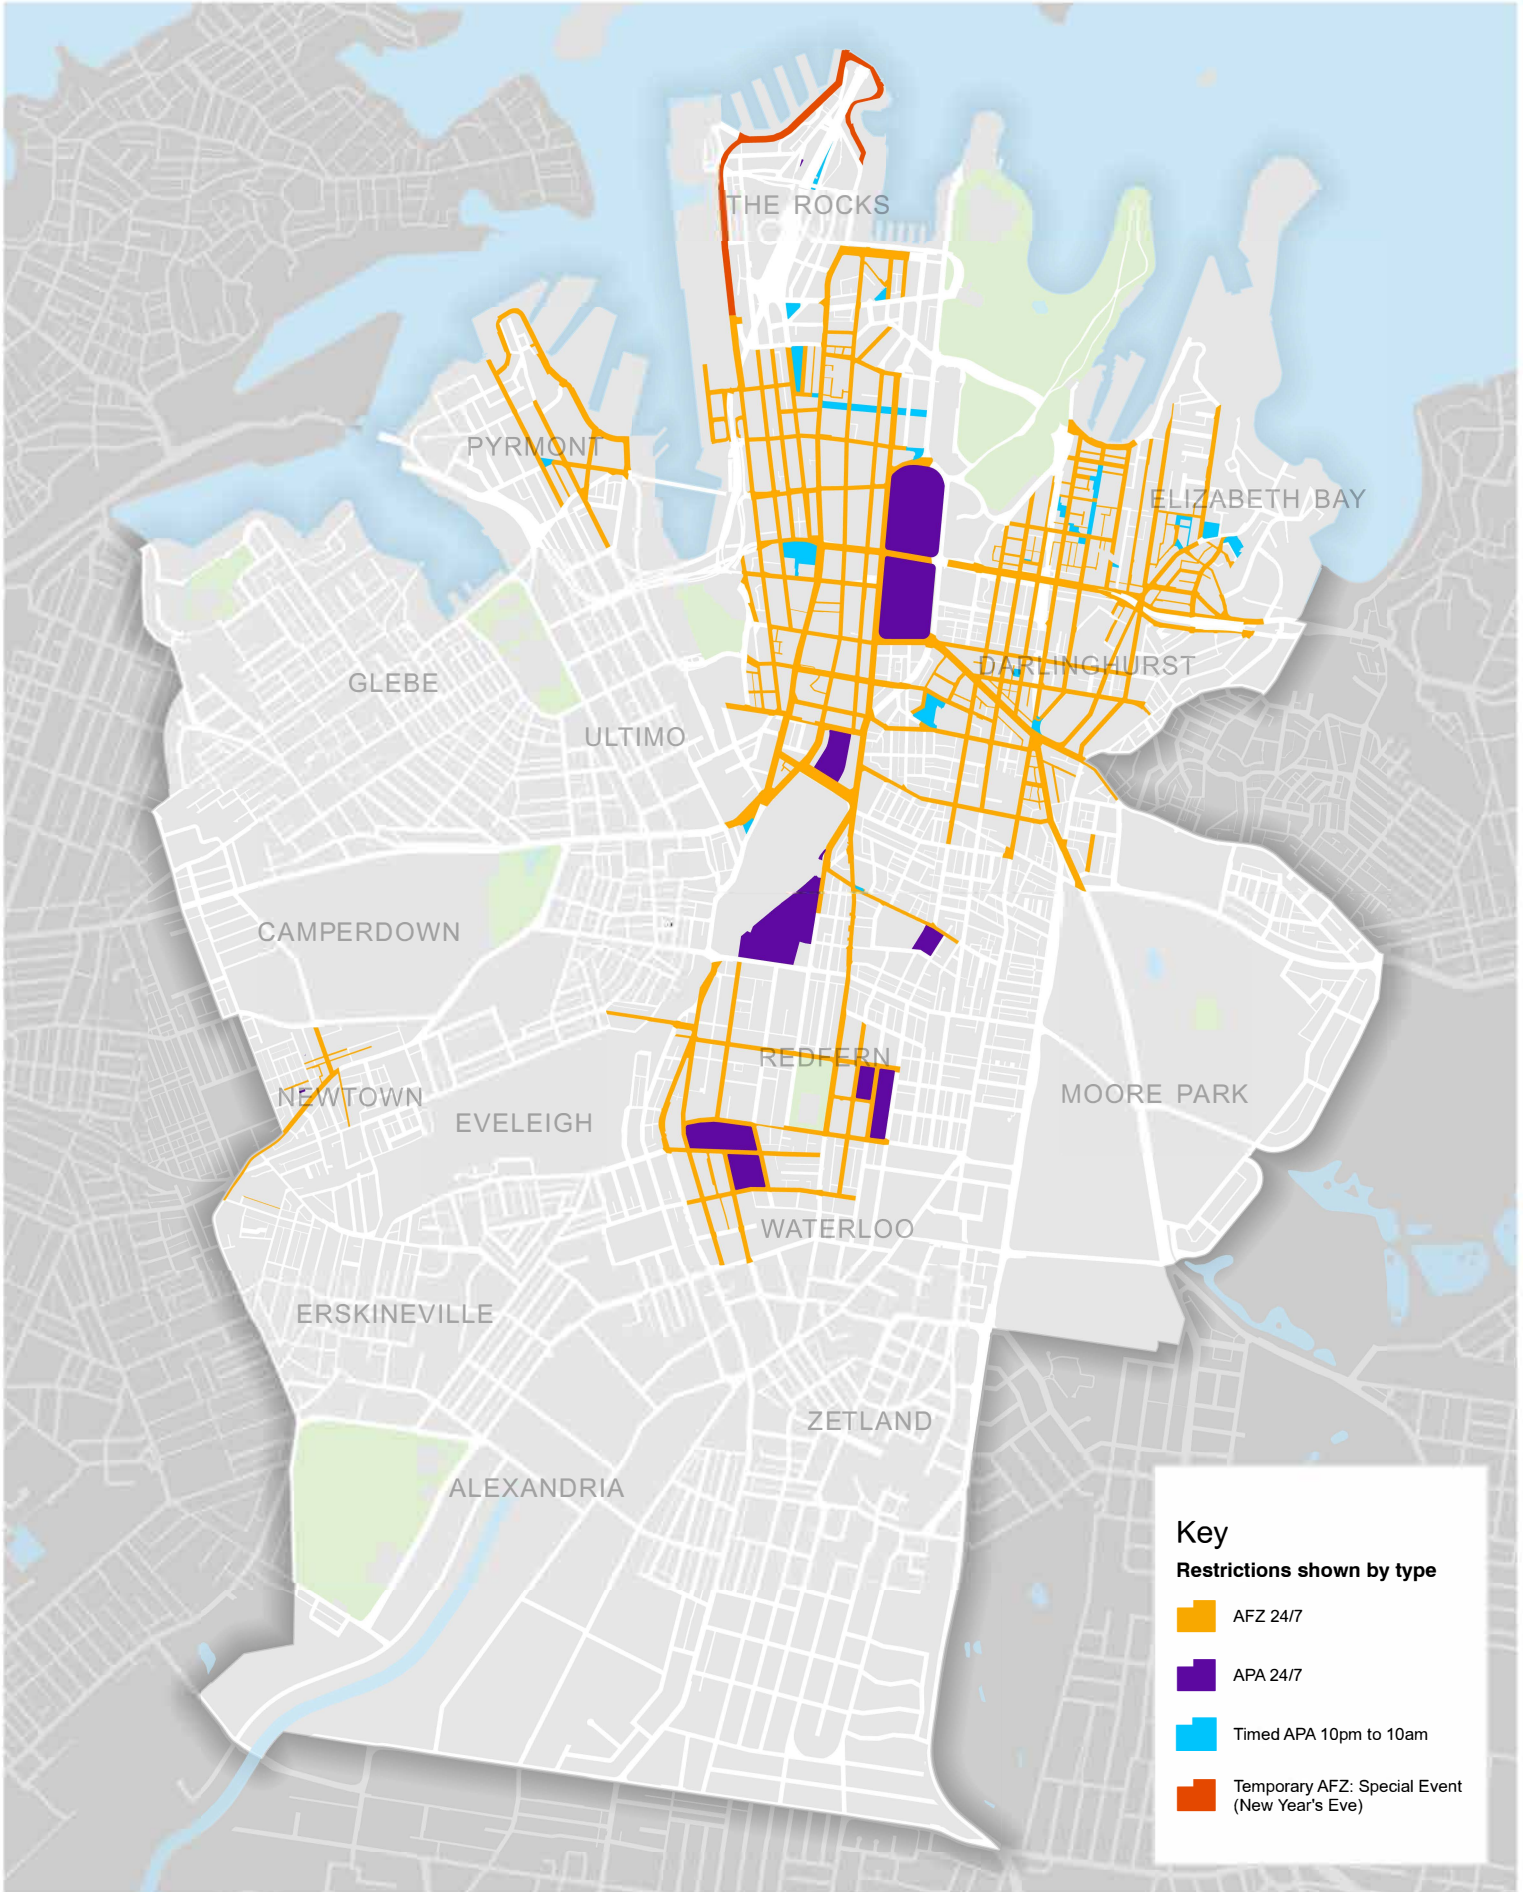 THE ROCKS
PYRMONT
ELIZABETH BAY
DARLINGHURST
GLEBE
ULTIMO
CAMPERDOWN
REDFERN
NEWTOWN
MOORE PARK
EVELEIGH
WATERLOO
ERSKINEVILLE
ZETLAND
ALEXANDRIA
Key
Restrictions shown by type
AFZ 24/7
APA 24/7
Timed APA 10pm to 10am
Temporary AFZ: Special Event
(New Year's Eve)